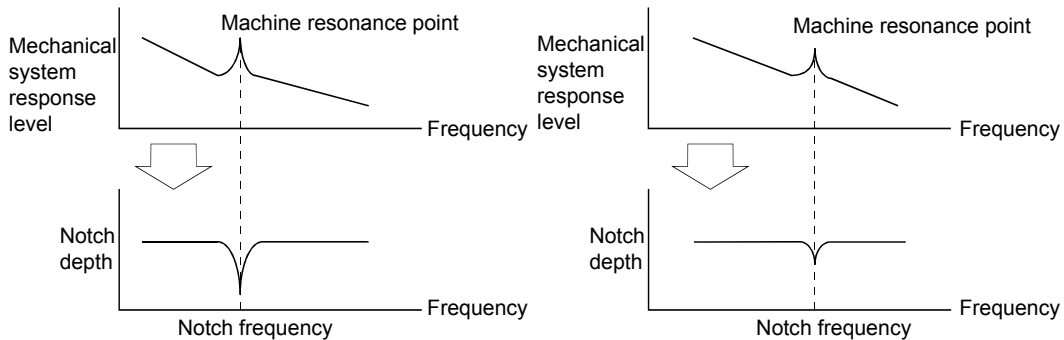 Machine resonance point
Mechanical
system
response
level
Frequency
Notch
depth
Frequency
Notch frequency
Machine resonance point
Mechanical
system
response
level
Frequency
Notch
depth
Frequency
Notch frequency